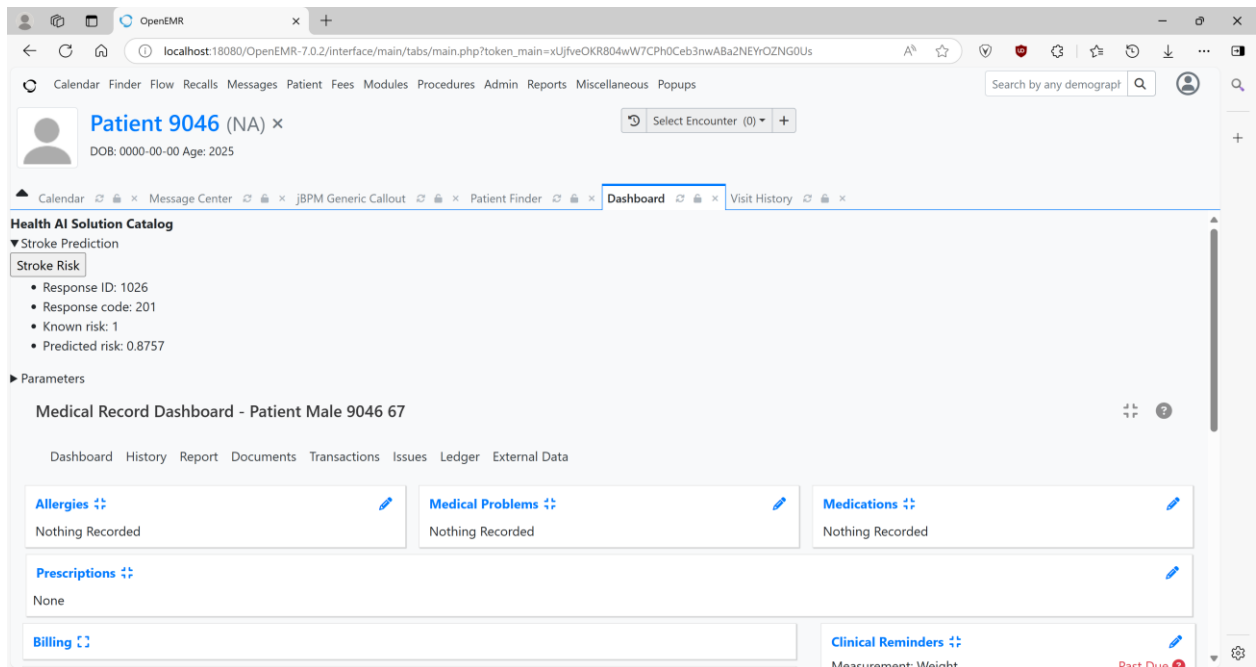 OpenEMR
localhost:18080/OpenEMR-7.0.2/interface/main/tabs/main.php?token_main=xUjfveOKR804wW7CPh0Ceb3nwABa2NEYrOZNG0Us
Calendar Finder Flow Recalls Messages Patient Fees Modules Procedures Admin Reports Miscellaneous Popups
Search by any demograph
Patient 9046 (NA) ×
Select Encounter (0)
DOB: 0000-00-00 Age: 2025
Calendar Message Center jBPM Generic Callout Patient Finder Dashboard Visit History
Health AI Solution Catalog
Stroke Prediction
Stroke Risk
• Response ID: 1026
• Response code: 201
• Known risk: 1
• Predicted risk: 0.8757
Parameters
Medical Record Dashboard - Patient Male 9046 67
Dashboard History Report Documents Transactions Issues Ledger External Data
Allergies Medical Problems Medications
Nothing Recorded Nothing Recorded Nothing Recorded
Prescriptions
None
Billing Clinical Reminders
Measurement: Weight Past Due